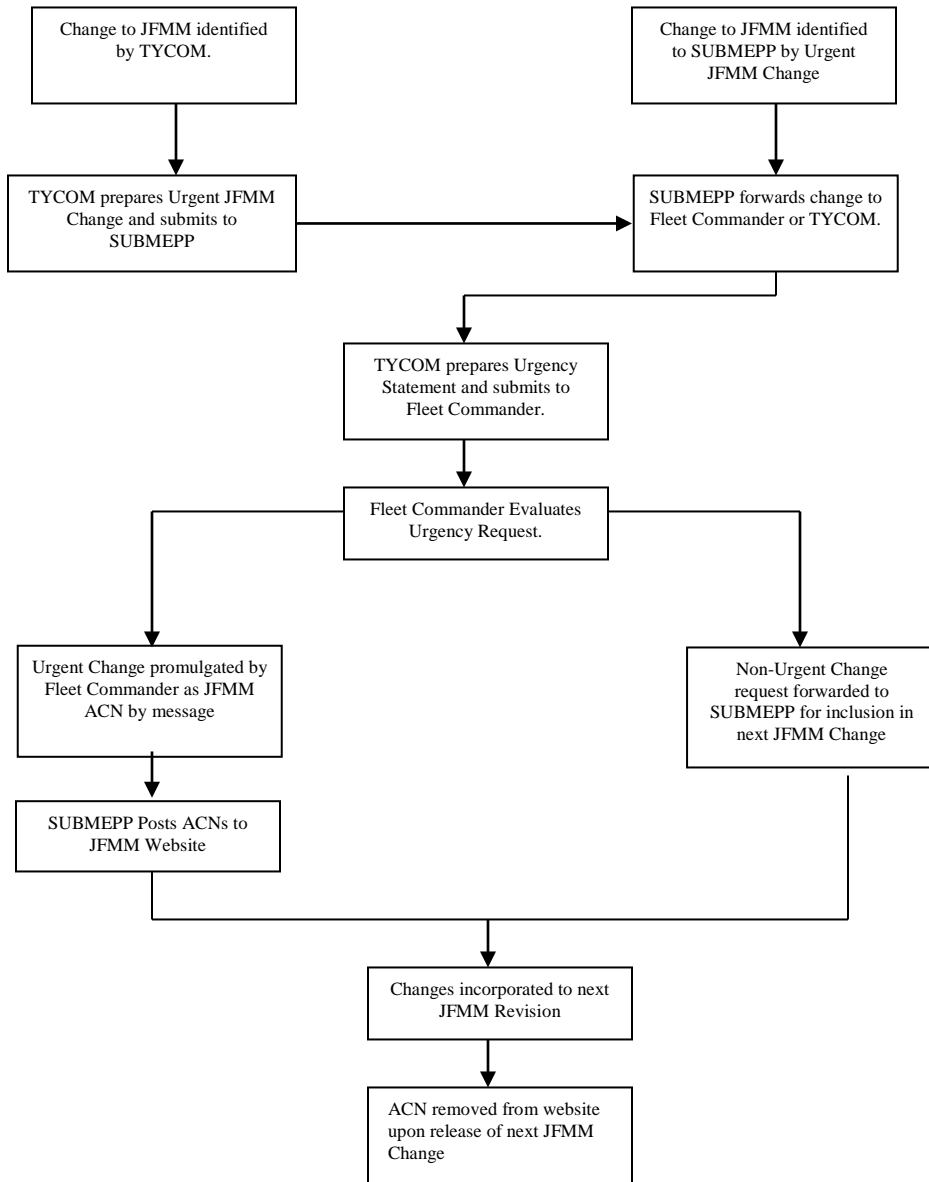 Change to JFMM identified
by TYCOM.
Change to JFMM identified
to SUBMEPP by Urgent
JFMM Change
TYCOM prepares Urgent JFMM
Change and submits to
SUBMEPP
SUBMEPP forwards change to
Fleet Commander or TYCOM.
TYCOM prepares Urgency
Statement and submits to
Fleet Commander.
Fleet Commander Evaluates
Urgency Request.
Urgent Change promulgated by
Fleet Commander as JFMM
ACN by message
Non-Urgent Change
request forwarded to
SUBMEPP for inclusion in
next JFMM Change
SUBMEPP Posts ACNs to
JFMM Website
Changes incorporated to next
JFMM Revision
ACN removed from website
upon release of next JFMM
Change